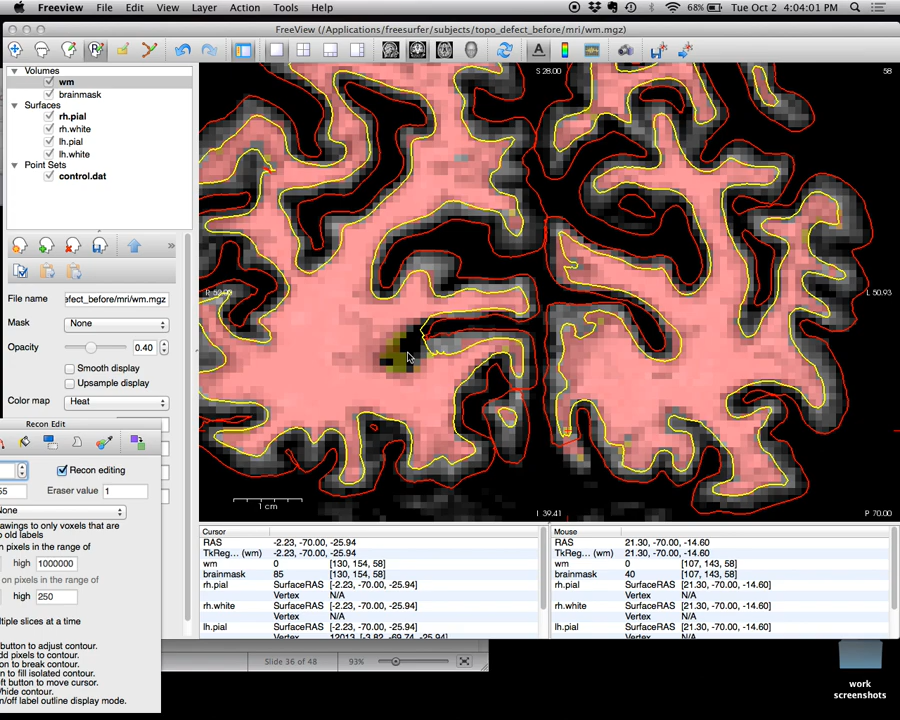 Freeview File Edit View Layer Action Tools Help 68% Tue Oct 2 4:04:01 PM
FreeView (/Applications/freesurfer/subjects/topo_defect_before/mri/wm.mgz)
Volumes
wm
brainmask
Surfaces
rh.pial
rh.white
lh.pial
lh.white
Point Sets
control.dat
»
File name efect_before/mri/wm.mgz
Mask None
Opacity 0.40
Smooth display
Upsample display
Color map Heat
Recon Edit
Recon editing
55 Eraser value 1
None
awings to only voxels that are
o old labels
n pixels in the range of
high 1000000
on pixels in the range of
high 250
ltiple slices at a time
button to adjust contour.
dd pixels to contour.
on to break contour.
n to fill isolated contour.
ft button to move cursor.
/hide contour.
n/off label outline display mode.
S 28.00
58
L 50.93
1 cm
I 39.41
P 70.00
Cursor
RAS -2.23, -70.00, -25.94
TkReg... (wm) -2.23, -70.00, -25.94
wm 0 [130, 154, 58]
brainmask 85 [130, 154, 58]
rh.pial SurfaceRAS [-2.23, -70.00, -25.94]
Vertex N/A
rh.white SurfaceRAS [-2.23, -70.00, -25.94]
Vertex N/A
lh.pial SurfaceRAS [-2.23, -70.00, -25.94]
Vertex 12013 [-3.82, -69.74, -25.94]
Mouse
RAS 21.30, -70.00, -14.60
TkReg... (wm) 21.30, -70.00, -14.60
wm 0 [107, 143, 58]
brainmask 40 [107, 143, 58]
rh.pial SurfaceRAS [21.30, -70.00, -14.60]
Vertex N/A
rh.white SurfaceRAS [21.30, -70.00, -14.60]
Vertex N/A
lh.pial SurfaceRAS [21.30, -70.00, -14.60]
Vertex N/A
Slide 36 of 48 93%
work
screenshots